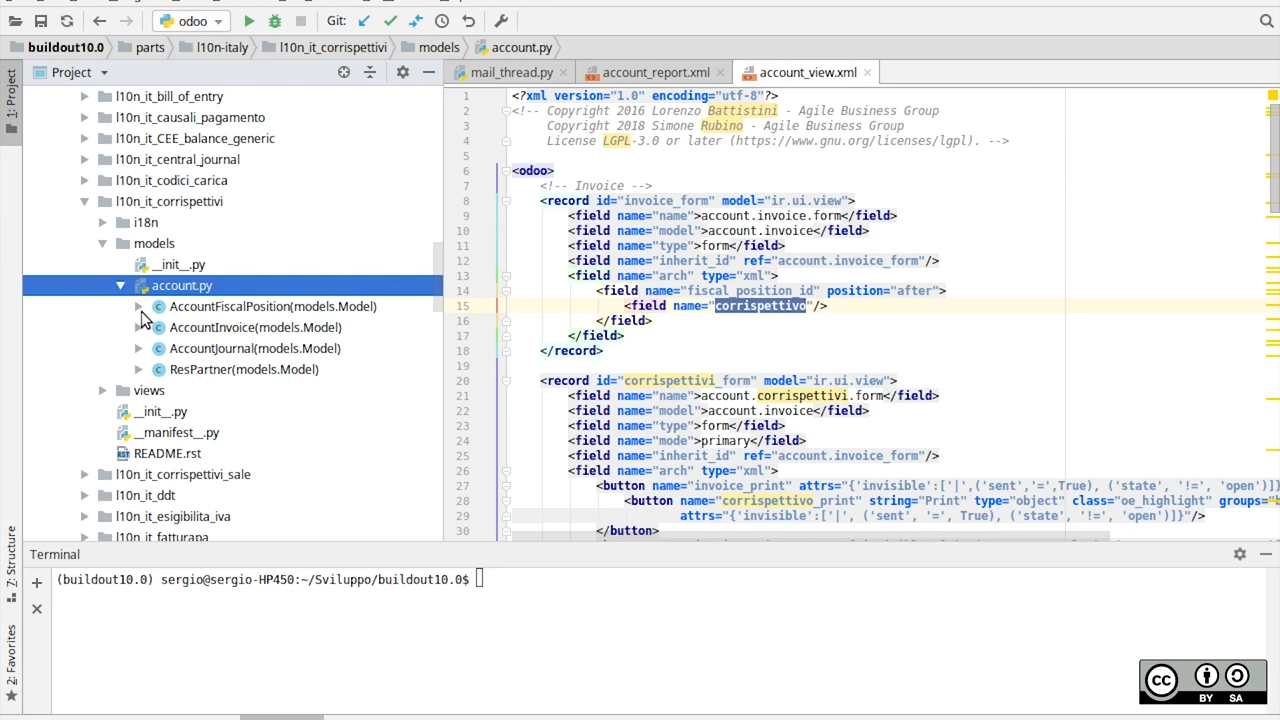 odoo
Git:
buildout10.0
parts
l10n-italy
l10n_it_corrispettivi
models
account.py
1: Project
Project
mail_thread.py
account_report.xml
account_view.xml
l10n_it_bill_of_entry
l10n_it_causali_pagamento
l10n_it_CEE_balance_generic
l10n_it_central_journal
l10n_it_codici_carica
l10n_it_corrispettivi
i18n
models
__init__.py
account.py
AccountFiscalPosition(models.Model)
AccountInvoice(models.Model)
AccountJournal(models.Model)
ResPartner(models.Model)
views
__init__.py
__manifest__.py
README.rst
l10n_it_corrispettivi_sale
l10n_it_ddt
l10n_it_esigibilita_iva
l10n_it_fatturapa
1 <?xml version="1.0" encoding="utf-8"?>
2 <!-- Copyright 2016 Lorenzo Battistini - Agile Business Group
3 Copyright 2018 Simone Rubino - Agile Business Group
4 License LGPL-3.0 or later (https://www.gnu.org/licenses/lgpl). -->
5
6 <odoo>
7 <!-- Invoice -->
8 <record id="invoice_form" model="ir.ui.view">
9 <field name="name">account.invoice.form</field>
10 <field name="model">account.invoice</field>
11 <field name="type">form</field>
12 <field name="inherit_id" ref="account.invoice_form"/>
13 <field name="arch" type="xml">
14 <field name="fiscal_position_id" position="after">
15 <field name="corrispettivo"/>
16 </field>
17 </field>
18 </record>
19
20 <record id="corrispettivi_form" model="ir.ui.view">
21 <field name="name">account.corrispettivi.form</field>
22 <field name="model">account.invoice</field>
23 <field name="type">form</field>
24 <field name="mode">primary</field>
25 <field name="inherit_id" ref="account.invoice_form"/>
26 <field name="arch" type="xml">
27 <button name="invoice_print" attrs="{'invisible':['|',('sent','=',True), ('state', '!=', 'open')]}
28 <button name="corrispettivo_print" string="Print" type="object" class="oe_highlight" groups="b
29 attrs="{'invisible':['|', ('sent', '=', True), ('state', '!=', 'open')]}"/>
30 </button>
Z: Structure
2: Favorites
Terminal
(buildout10.0) sergio@sergio-HP450:~/Sviluppo/buildout10.0$
CC BY SA